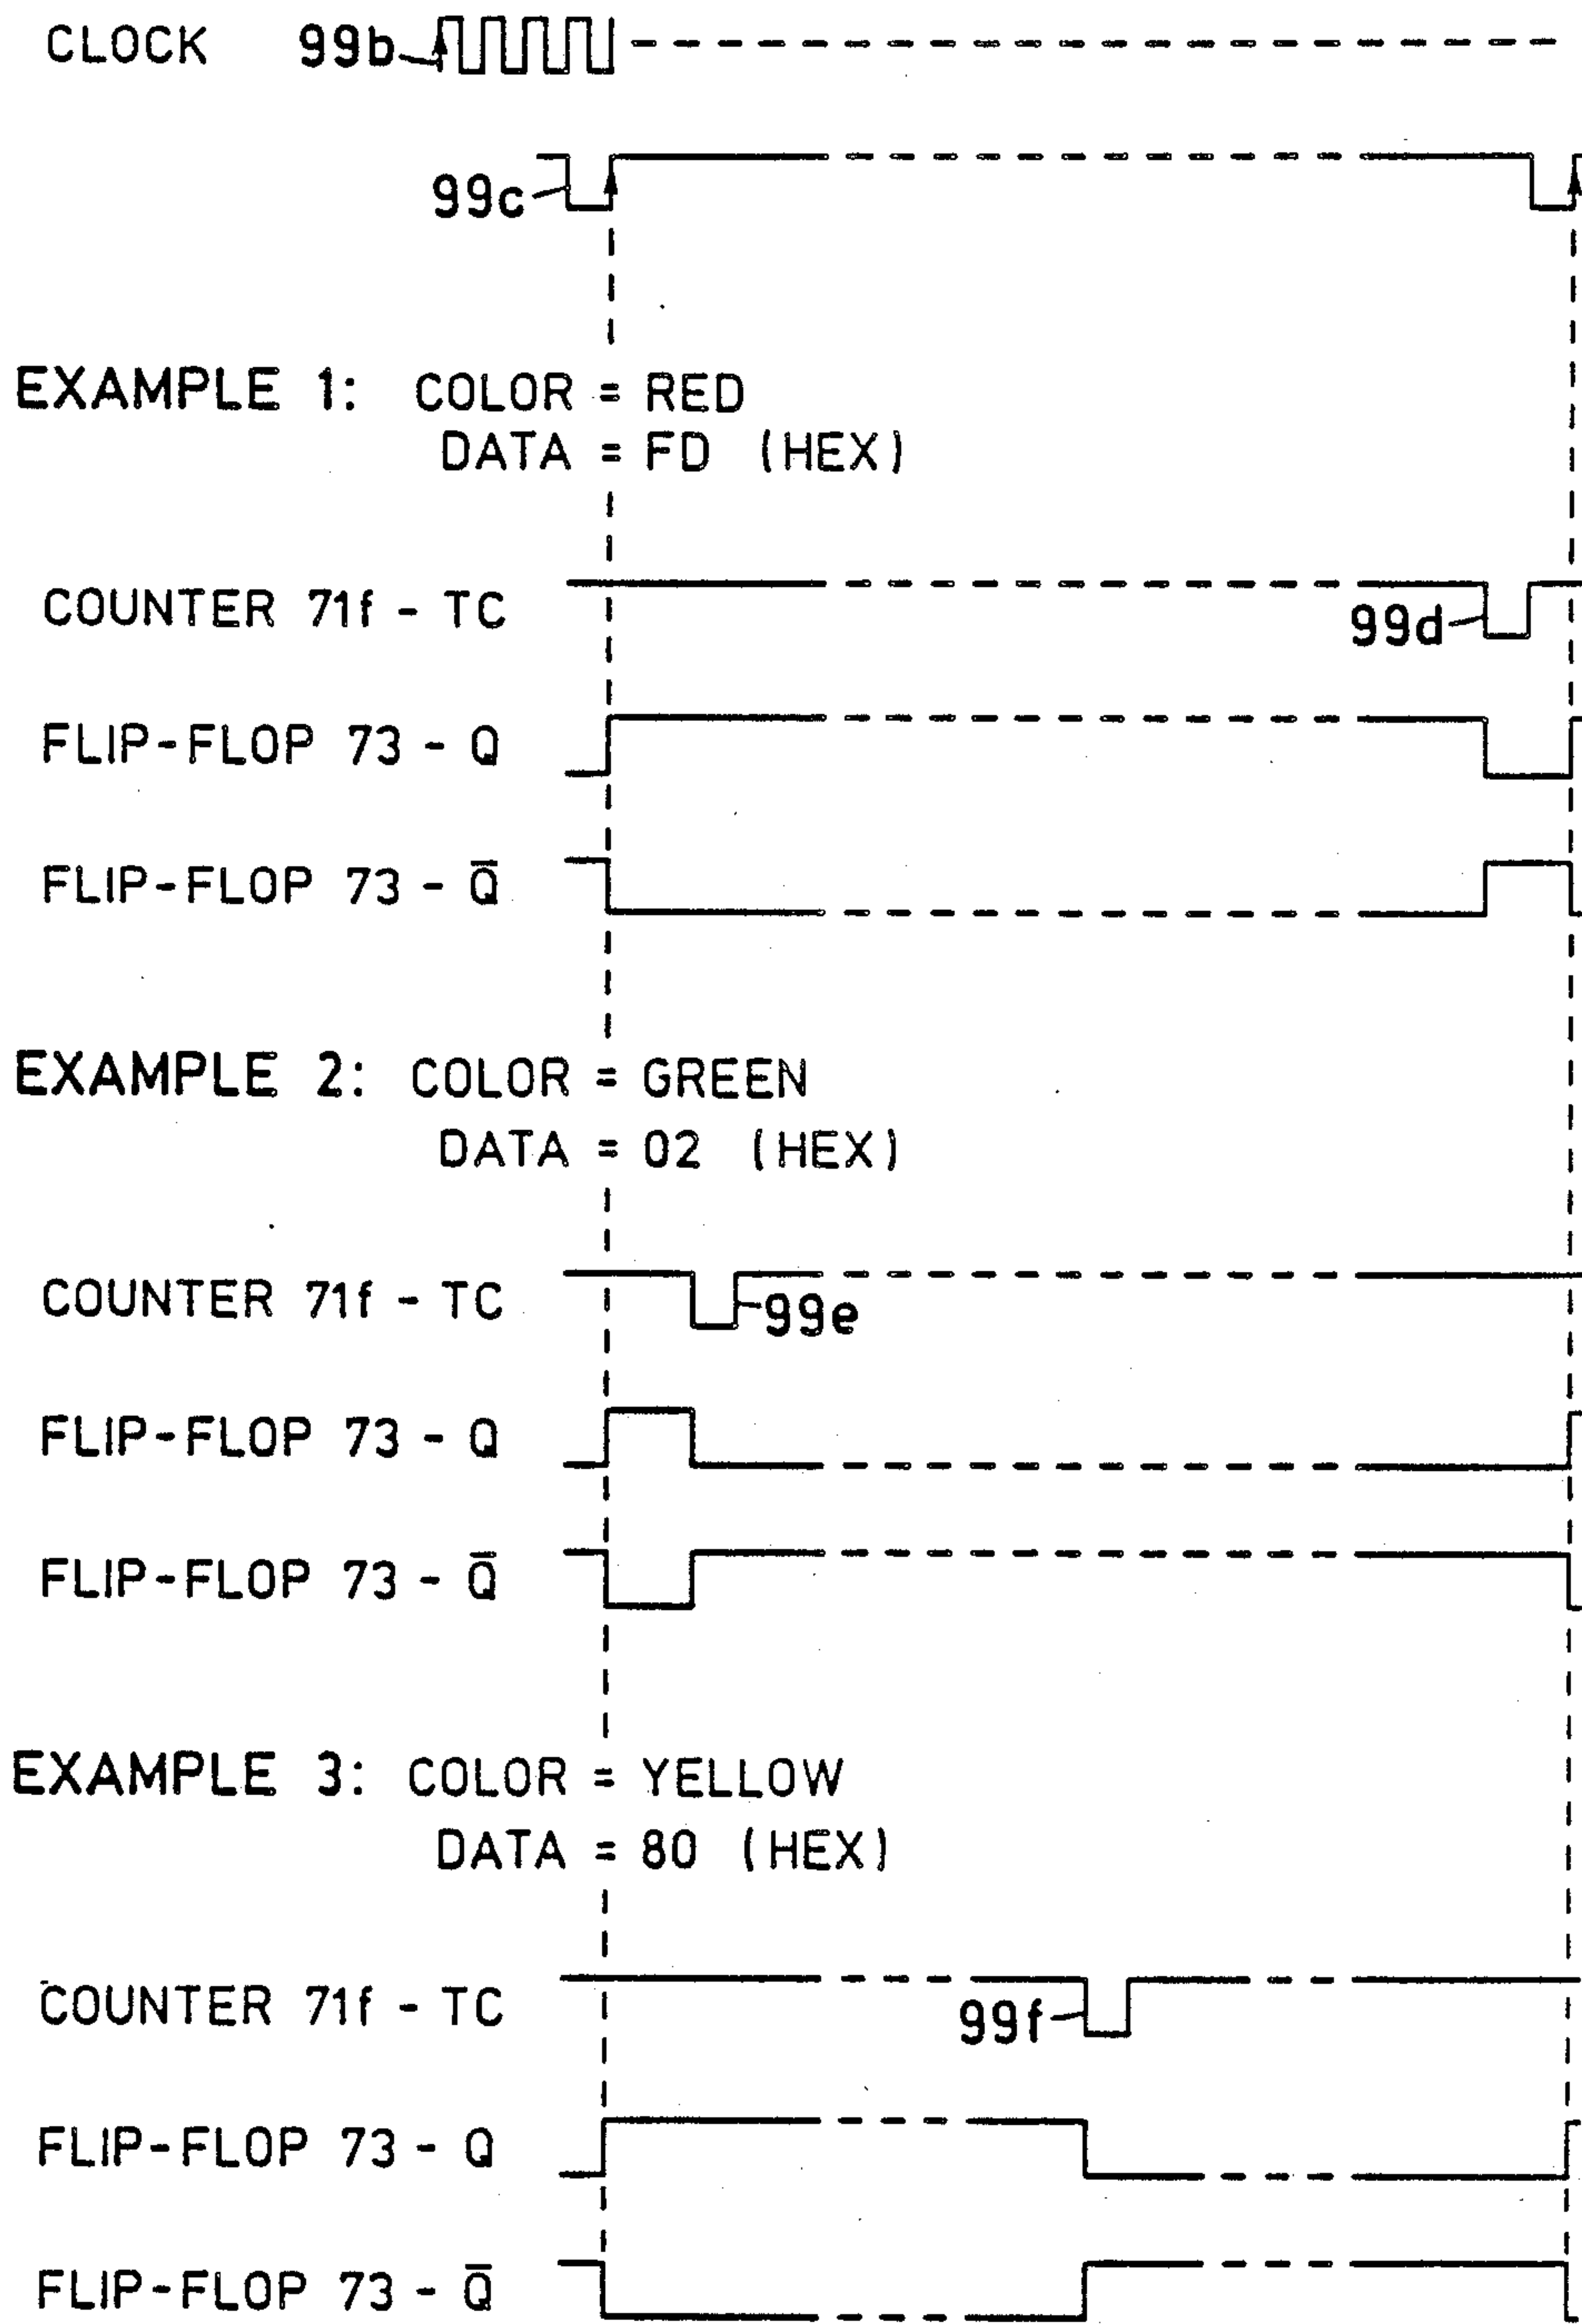 CLOCK 99b
99c
EXAMPLE 1: COLOR = RED
DATA = FD (HEX)
COUNTER 71f - TC
99d
FLIP-FLOP 73 - Q
FLIP-FLOP 73 - Q̅
EXAMPLE 2: COLOR = GREEN
DATA = 02 (HEX)
COUNTER 71f - TC
99e
FLIP-FLOP 73 - Q
FLIP-FLOP 73 - Q̅
EXAMPLE 3: COLOR = YELLOW
DATA = 80 (HEX)
COUNTER 71f - TC
99f
FLIP-FLOP 73 - Q
FLIP-FLOP 73 - Q̅